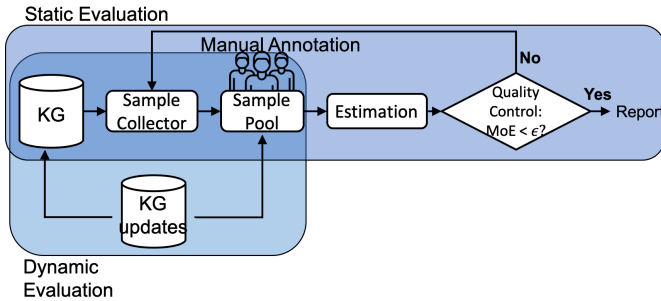 Static Evaluation
Manual Annotation
No
KG
Sample
Collector
Sample
Pool
Estimation
Quality
Control:
MoE < ϵ?
Yes
Report
KG
updates
Dynamic
Evaluation